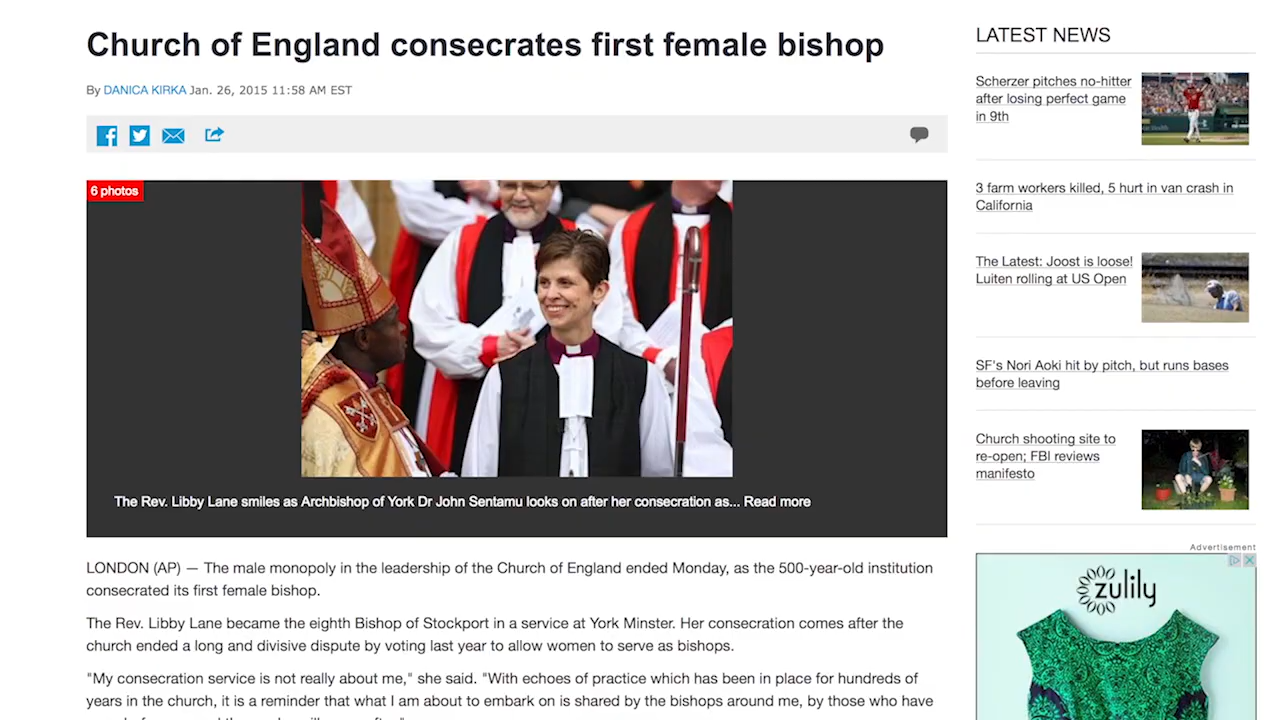 Church of England consecrates first female bishop
By DANICA KIRKA Jan. 26, 2015 11:58 AM EST
6 photos
The Rev. Libby Lane smiles as Archbishop of York Dr John Sentamu looks on after her consecration as... Read more
LONDON (AP) — The male monopoly in the leadership of the Church of England ended Monday, as the 500-year-old institution
consecrated its first female bishop.
The Rev. Libby Lane became the eighth Bishop of Stockport in a service at York Minster. Her consecration comes after the
church ended a long and divisive dispute by voting last year to allow women to serve as bishops.
"My consecration service is not really about me," she said. "With echoes of practice which has been in place for hundreds of
years in the church, it is a reminder that what I am about to embark on is shared by the bishops around me, by those who have
LATEST NEWS
Scherzer pitches no-hitter
after losing perfect game
in 9th
3 farm workers killed, 5 hurt in van crash in
California
The Latest: Joost is loose!
Luiten rolling at US Open
SF's Nori Aoki hit by pitch, but runs bases
before leaving
Church shooting site to
re-open; FBI reviews
manifesto
Advertisement
zulily